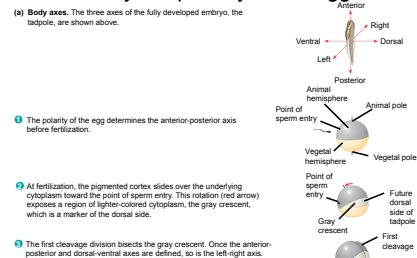 (a) Body axes. The three axes of the fully developed embryo, the
tadpole, are shown above.
Anterior
Right
Ventral
Dorsal
Left
Posterior
1 The polarity of the egg determines the anterior-posterior axis
before fertilization.
Animal
hemisphere
Animal pole
Point of
sperm entry
Vegetal
hemisphere
Vegetal pole
2 At fertilization, the pigmented cortex slides over the underlying
cytoplasm toward the point of sperm entry. This rotation (red arrow)
exposes a region of lighter-colored cytoplasm, the gray crescent,
which is a marker of the dorsal side.
Point of
sperm
entry
Future
dorsal
side of
tadpole
Gray
crescent
3 The first cleavage division bisects the gray crescent. Once the anterior-
posterior and dorsal-ventral axes are defined, so is the left-right axis.
First
cleavage